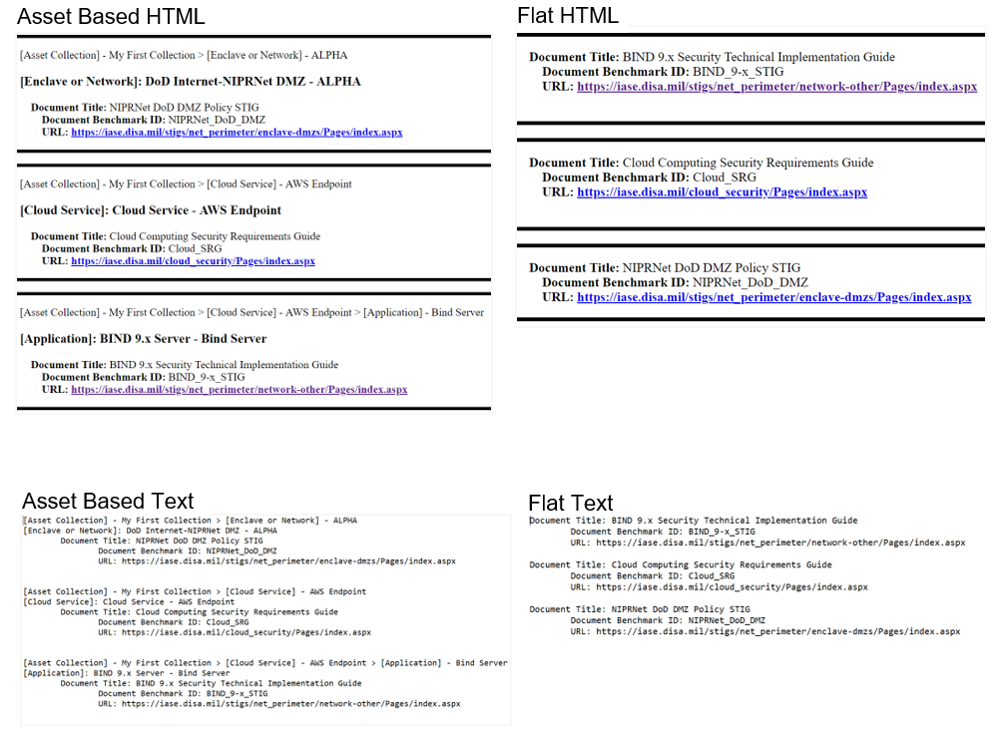 Asset Based HTML
[Asset Collection] - My First Collection > [Enclave or Network] - ALPHA
[Enclave or Network]: DoD Internet-NIPRNet DMZ - ALPHA
Document Title: NIPRNet DoD DMZ Policy STIG
Document Benchmark ID: NIPRNet_DoD_DMZ
URL: https://iase.disa.mil/stigs/net_perimeter/enclave-dmzs/Pages/index.aspx
[Asset Collection] - My First Collection > [Cloud Service] - AWS Endpoint
[Cloud Service]: Cloud Service - AWS Endpoint
Document Title: Cloud Computing Security Requirements Guide
Document Benchmark ID: Cloud_SRG
URL: https://iase.disa.mil/cloud_security/Pages/index.aspx
[Asset Collection] - My First Collection > [Cloud Service] - AWS Endpoint > [Application] - Bind Server
[Application]: BIND 9.x Server - Bind Server
Document Title: BIND 9.x Security Technical Implementation Guide
Document Benchmark ID: BIND_9-x_STIG
URL: https://iase.disa.mil/stigs/net_perimeter/network-other/Pages/index.aspx
Flat HTML
Document Title: BIND 9.x Security Technical Implementation Guide
Document Benchmark ID: BIND_9-x_STIG
URL: https://iase.disa.mil/stigs/net_perimeter/network-other/Pages/index.aspx
Document Title: Cloud Computing Security Requirements Guide
Document Benchmark ID: Cloud_SRG
URL: https://iase.disa.mil/cloud_security/Pages/index.aspx
Document Title: NIPRNet DoD DMZ Policy STIG
Document Benchmark ID: NIPRNet_DoD_DMZ
URL: https://iase.disa.mil/stigs/net_perimeter/enclave-dmzs/Pages/index.aspx
Asset Based Text
[Asset Collection] - My First Collection > [Enclave or Network] - ALPHA
[Enclave or Network]: DoD Internet-NIPRNet DMZ - ALPHA
Document Title: NIPRNet DoD DMZ Policy STIG
Document Benchmark ID: NIPRNet_DoD_DMZ
URL: https://iase.disa.mil/stigs/net_perimeter/enclave-dmzs/Pages/index.aspx
[Asset Collection] - My First Collection > [Cloud Service] - AWS Endpoint
[Cloud Service]: Cloud Service - AWS Endpoint
Document Title: Cloud Computing Security Requirements Guide
Document Benchmark ID: Cloud_SRG
URL: https://iase.disa.mil/cloud_security/Pages/index.aspx
[Asset Collection] - My First Collection > [Cloud Service] - AWS Endpoint > [Application] - Bind Server
[Application]: BIND 9.x Server - Bind Server
Document Title: BIND 9.x Security Technical Implementation Guide
Document Benchmark ID: BIND_9-x_STIG
URL: https://iase.disa.mil/stigs/net_perimeter/network-other/Pages/index.aspx
Flat Text
Document Title: BIND 9.x Security Technical Implementation Guide
Document Benchmark ID: BIND_9-x_STIG
URL: https://iase.disa.mil/stigs/net_perimeter/network-other/Pages/index.aspx
Document Title: Cloud Computing Security Requirements Guide
Document Benchmark ID: Cloud_SRG
URL: https://iase.disa.mil/cloud_security/Pages/index.aspx
Document Title: NIPRNet DoD DMZ Policy STIG
Document Benchmark ID: NIPRNet_DoD_DMZ
URL: https://iase.disa.mil/stigs/net_perimeter/enclave-dmzs/Pages/index.aspx